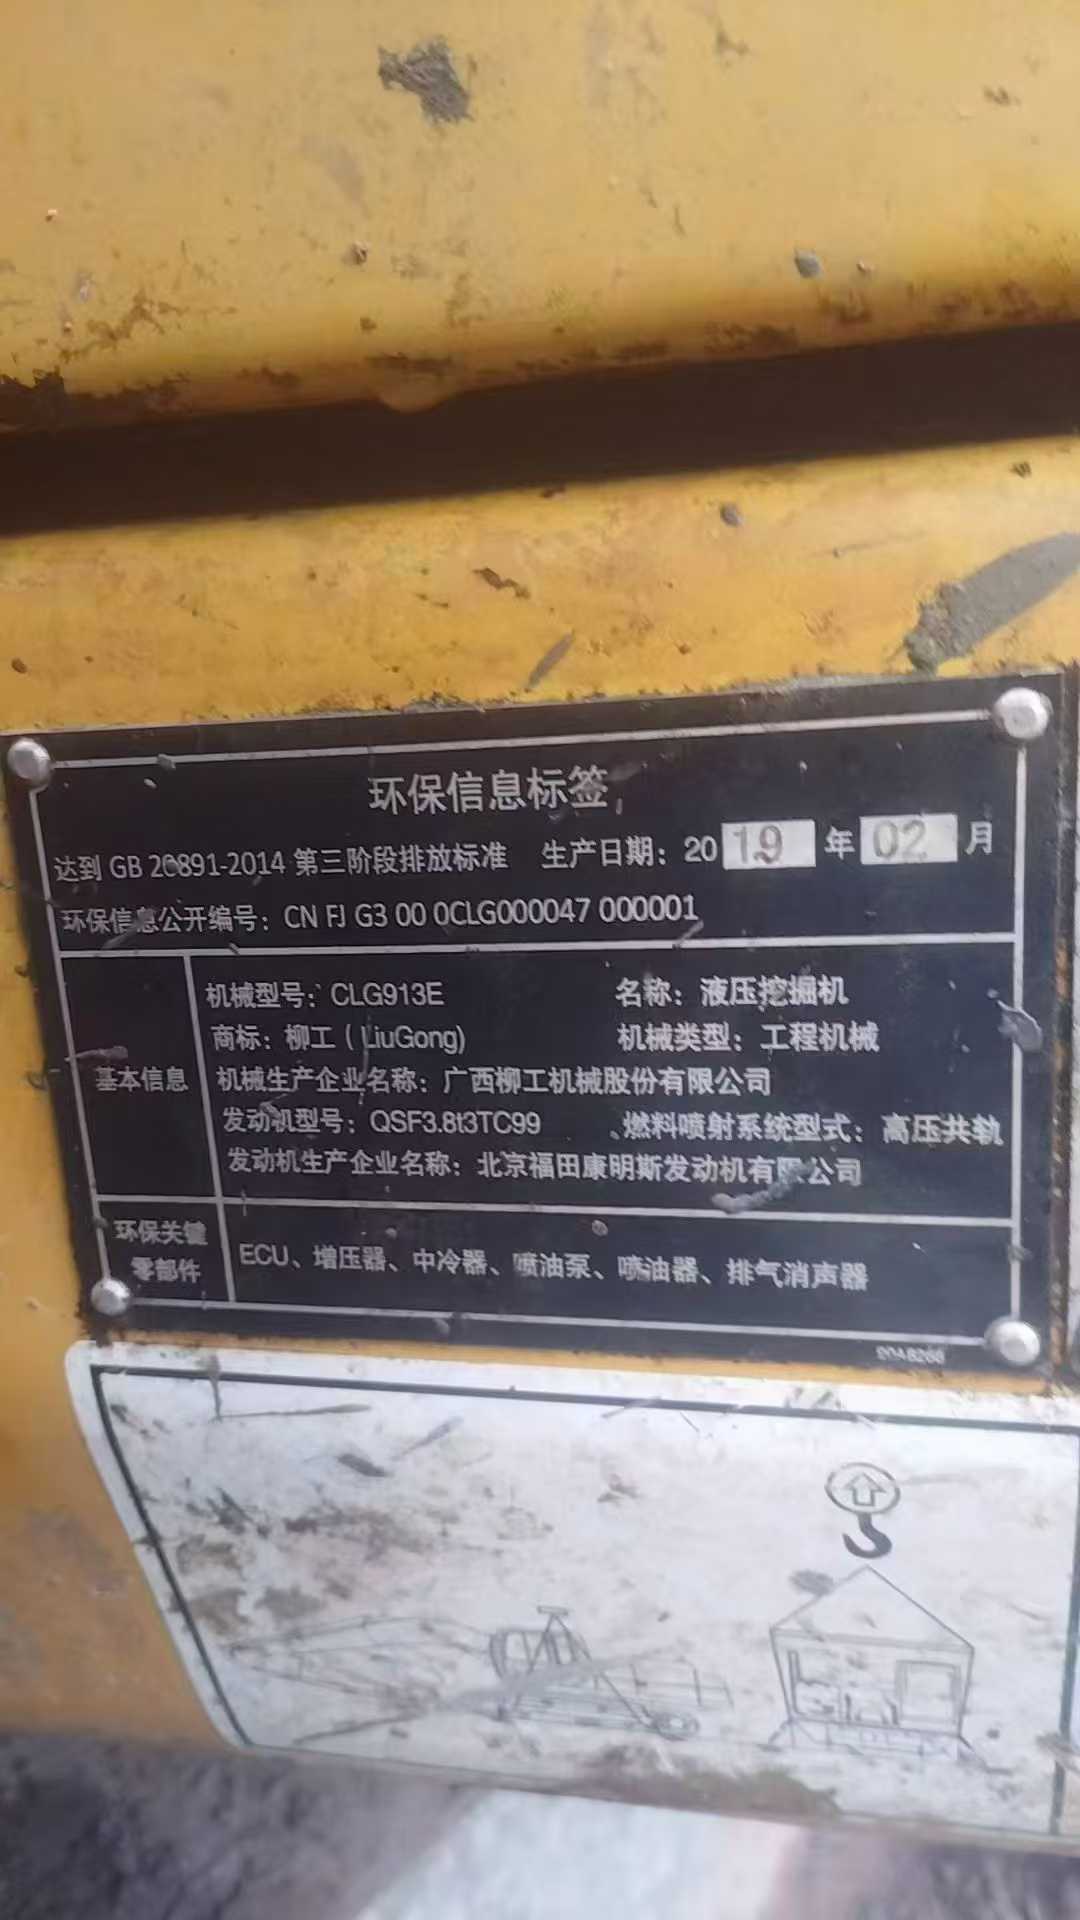 环保信息标签
达到 GB 20891-2014 第三阶段排放标准 生产日期：2019年02月
环保信息公开编号：CN FJ G3 00 0CLG000047 000001
基本信息
机械型号：CLG913E 名称：液压挖掘机
商标：柳工（LiuGong) 机械类型：工程机械
机械生产企业名称：广西柳工机械股份有限公司
发动机型号：QSF3.8t3TC99 燃料喷射系统型式：高压共轨
发动机生产企业名称：北京福田康明斯发动机有限公司
环保关键
零部件
ECU、增压器、中冷器、喷油泵、喷油器、排气消声器